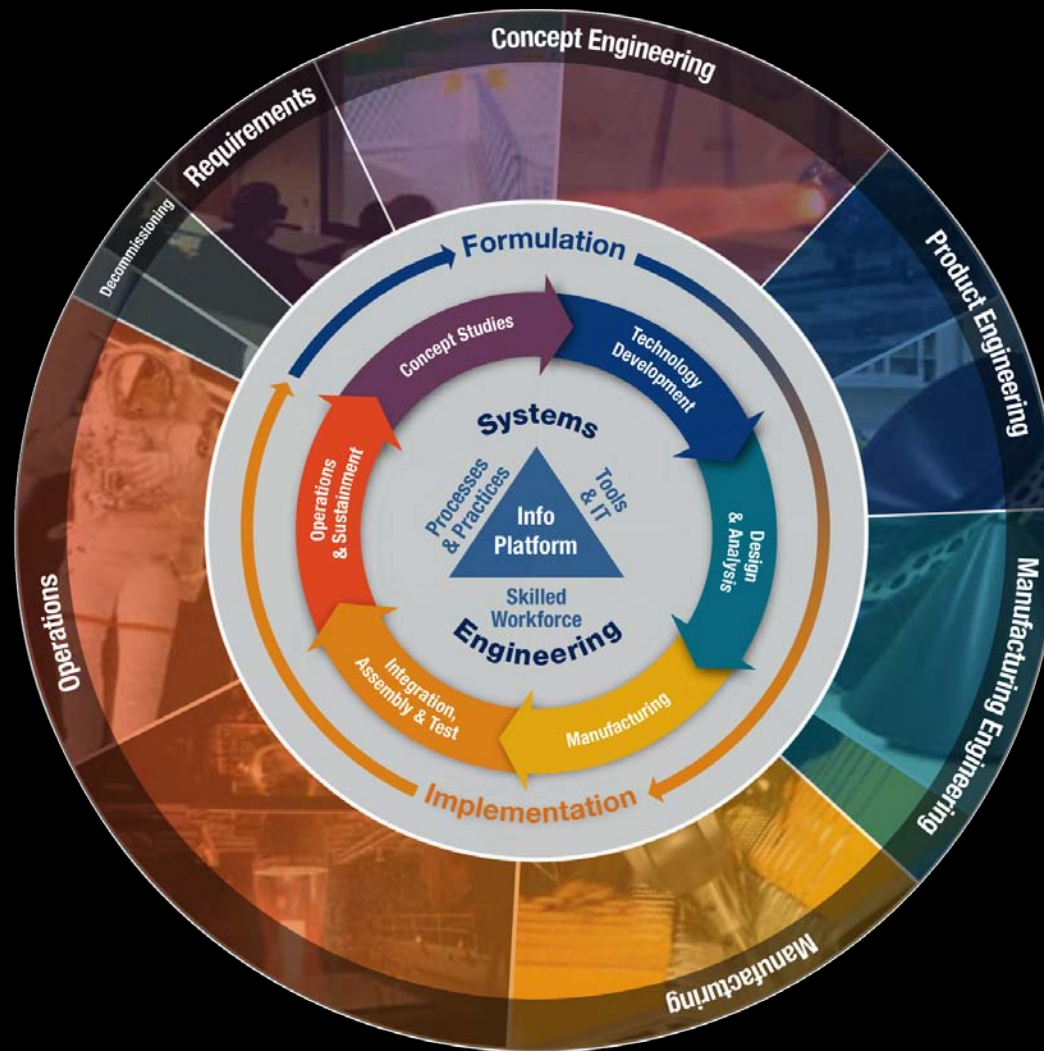 Concept Engineering
Product Engineering
Manufacturing Engineering
Manufacturing
Operations
Decommissioning
Requirements
Formulation
Implementation
Concept Studies
Technology
Development
Design
& Analysis
Manufacturing
Integration,
Assembly & Test
Operations
& Sustainment
Systems
Processes
& Practices
Tools
& IT
Info
Platform
Skilled
Workforce
Engineering